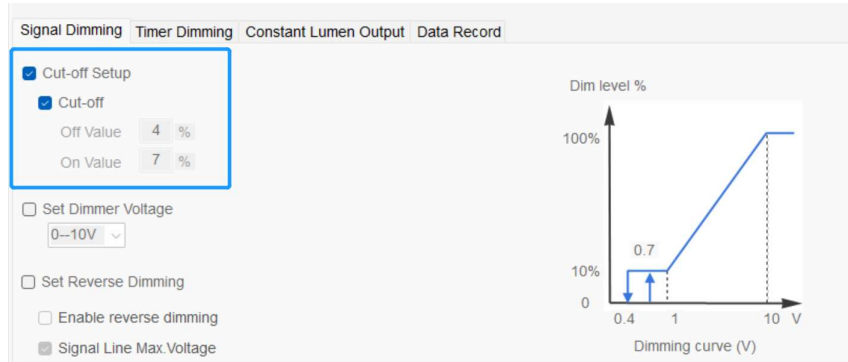 Signal Dimming Timer Dimming Constant Lumen Output Data Record
Cut-off Setup
Cut-off
Off Value 4 %
On Value 7 %
Set Dimmer Voltage
0--10V
Set Reverse Dimming
Enable reverse dimming
Signal Line Max.Voltage
Dim level %
100%
0.7
10%
0
0.4 1 10 V
Dimming curve (V)